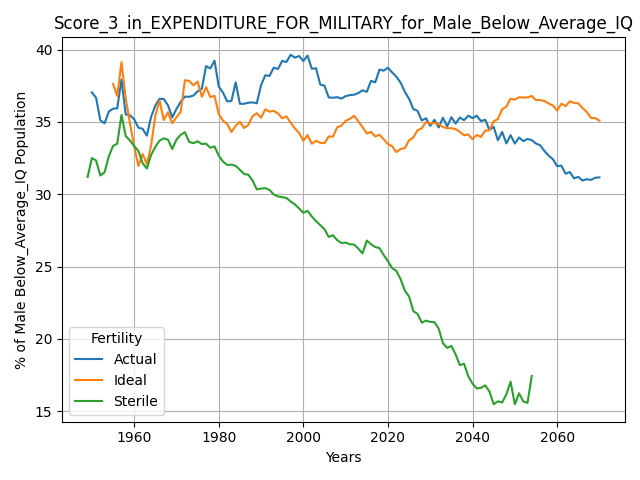 Score_3_in_EXPENDITURE_FOR_MILITARY_for_Male_Below_Average_IQ
% of Male Below_Average_IQ Population
40
35
30
25
20
15
Fertility
Actual
Ideal
Sterile
1960 1980 2000 2020 2040 2060
Years